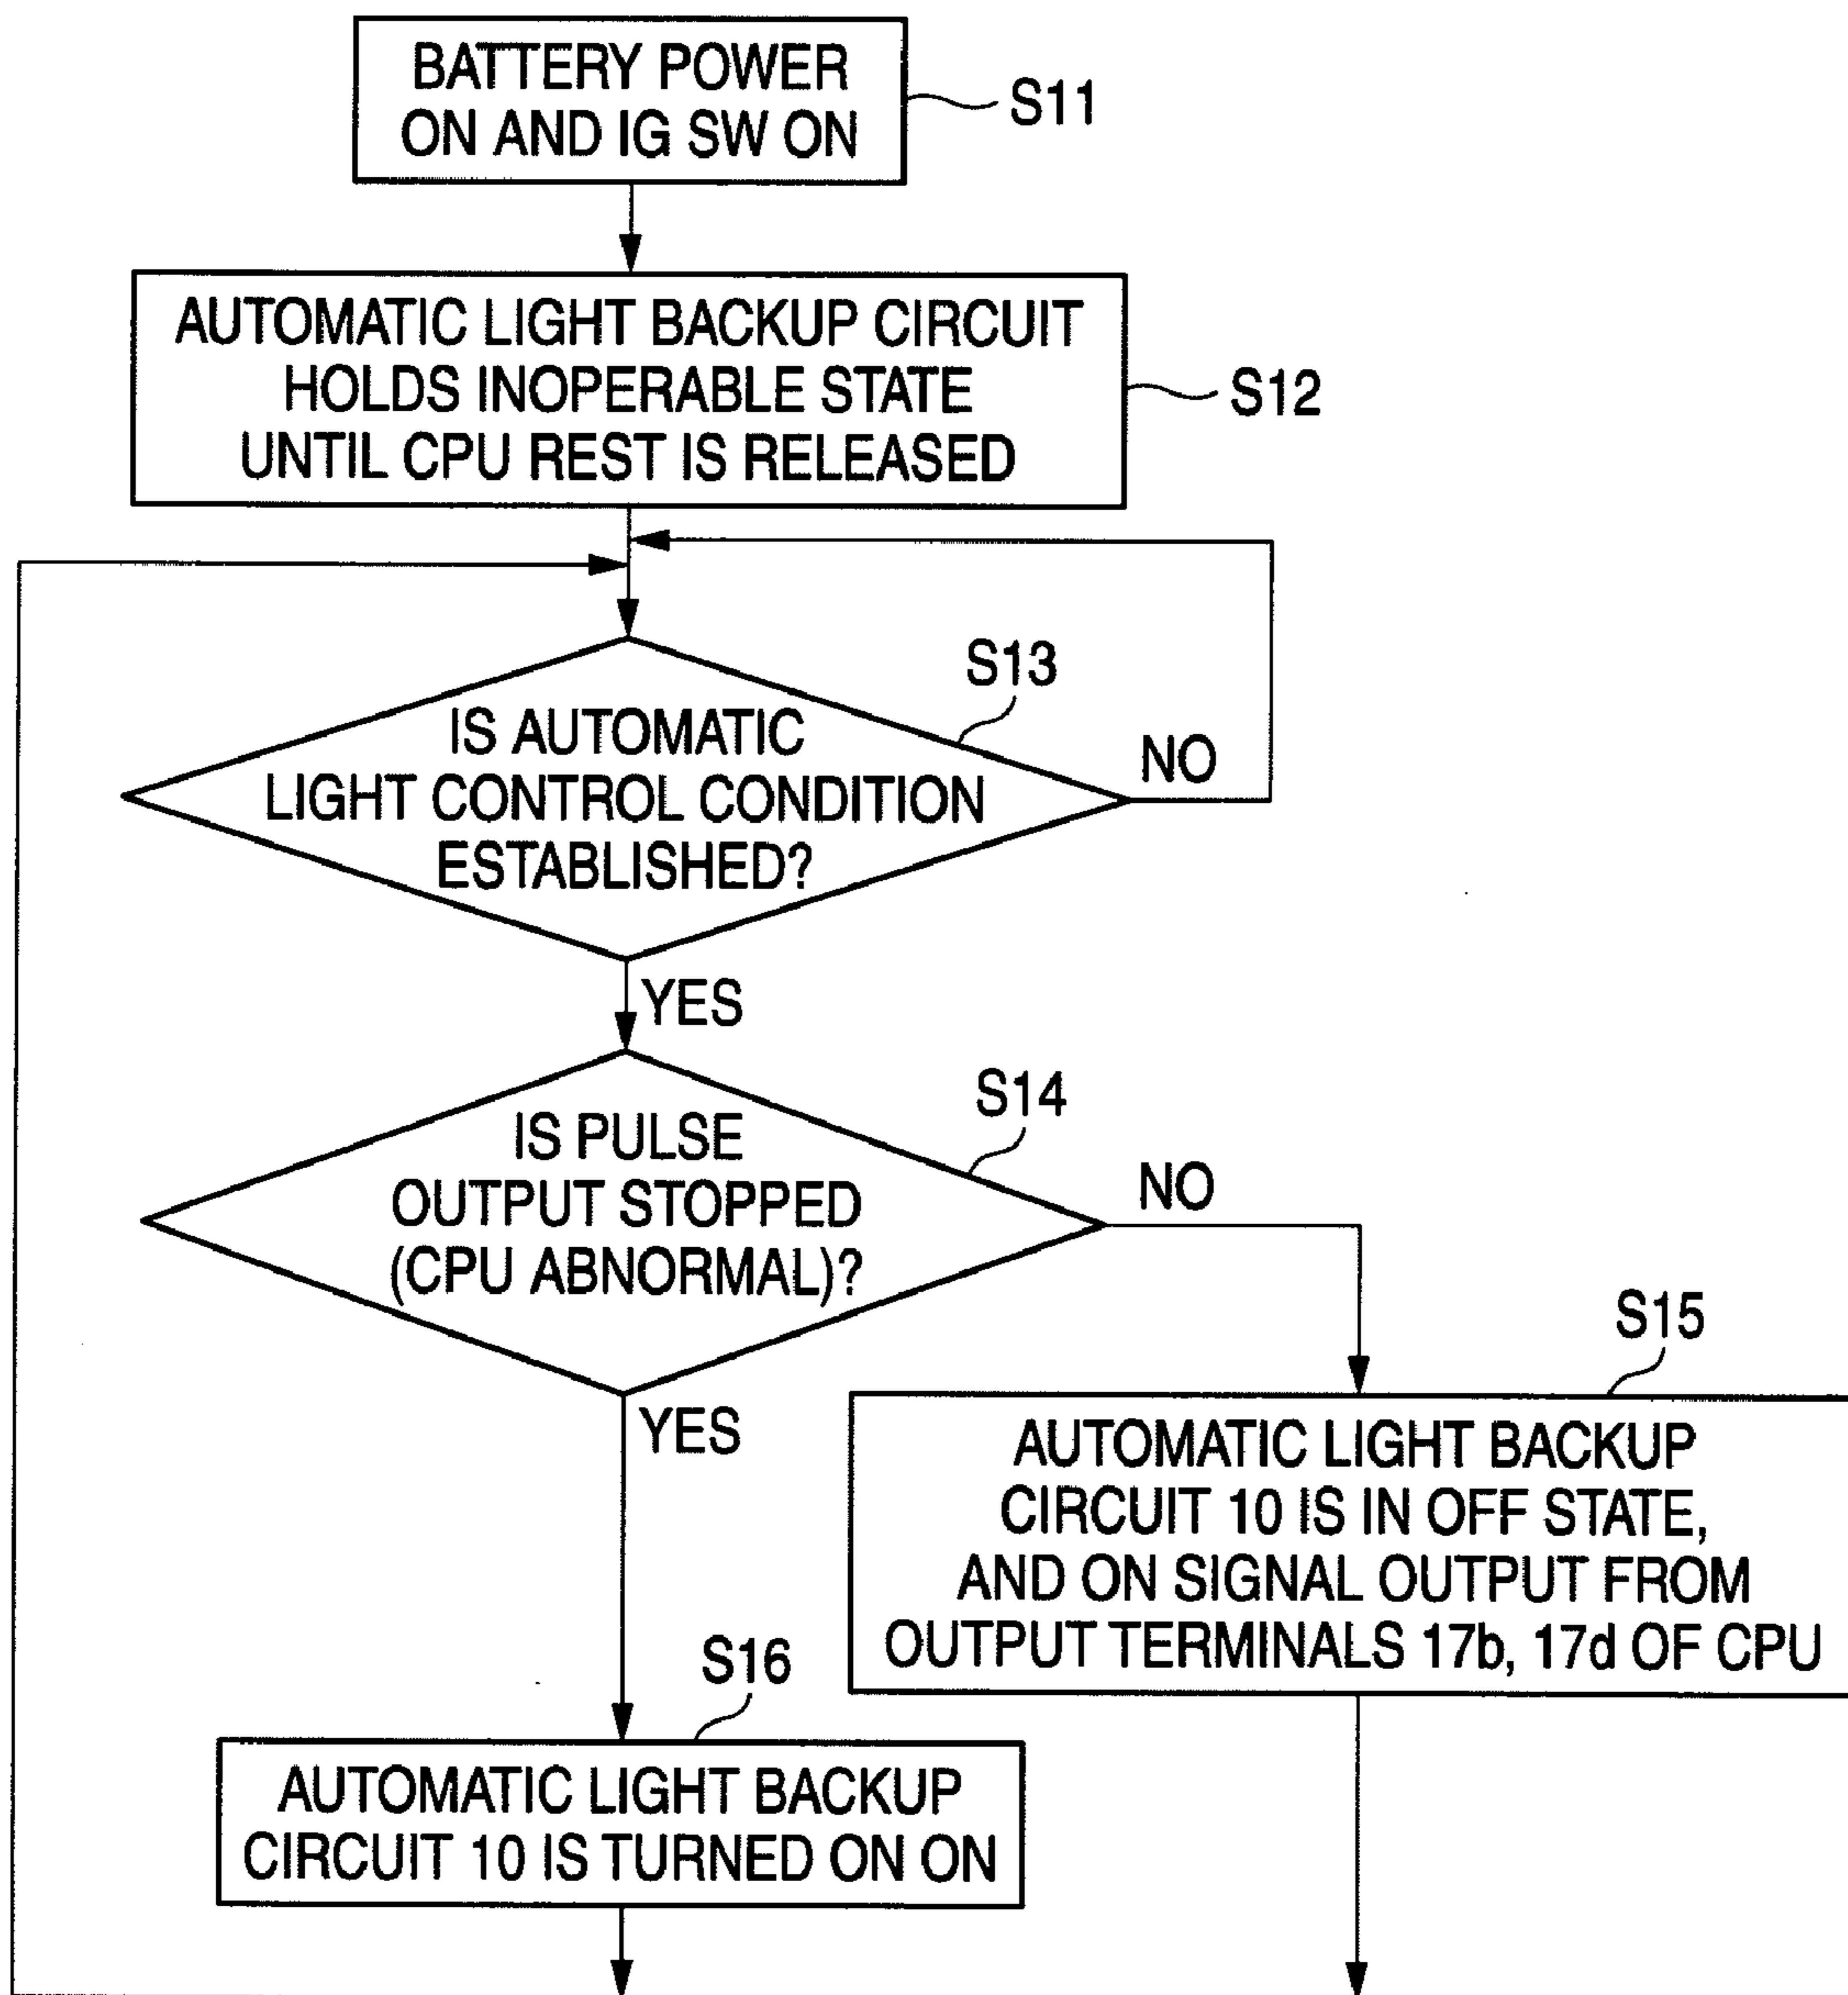 BATTERY POWER
ON AND IG SW ON
S11
AUTOMATIC LIGHT BACKUP CIRCUIT
HOLDS INOPERABLE STATE
UNTIL CPU REST IS RELEASED
S12
S13
IS AUTOMATIC
LIGHT CONTROL CONDITION
ESTABLISHED?
NO
YES
S14
IS PULSE
OUTPUT STOPPED
(CPU ABNORMAL)?
NO
YES
S15
AUTOMATIC LIGHT BACKUP
CIRCUIT 10 IS IN OFF STATE,
AND ON SIGNAL OUTPUT FROM
OUTPUT TERMINALS 17b, 17d OF CPU
S16
AUTOMATIC LIGHT BACKUP
CIRCUIT 10 IS TURNED ON ON